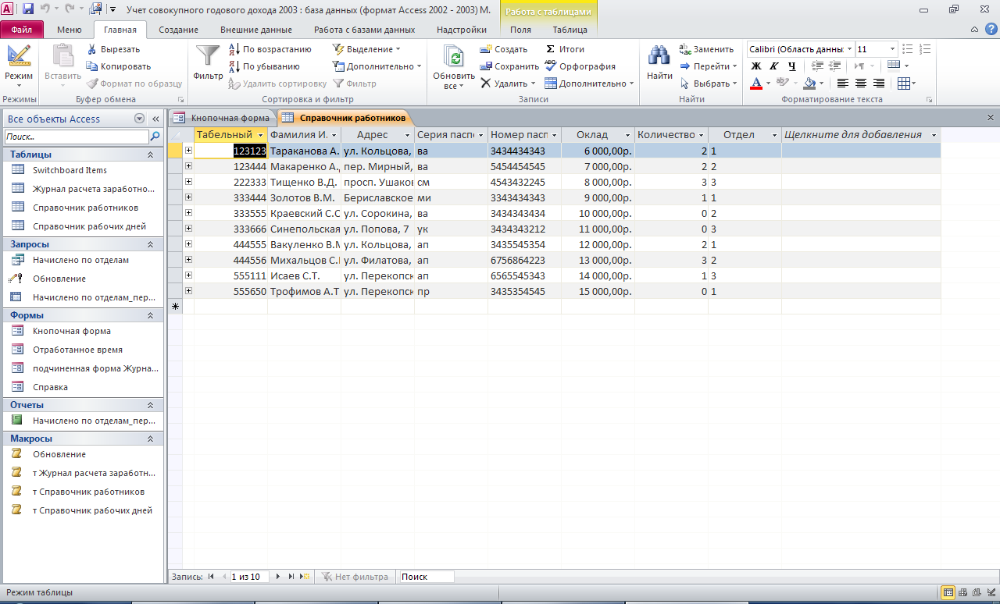 Учет совокупного годового дохода 2003 : база данных (формат Access 2002 - 2003) М.
Работа с таблицами
Файл Меню Главная Создание Внешние данные Работа с базами данных Надстройки Поля Таблица
Режим
Режимы
Вставить
Вырезать
Копировать
Формат по образцу
Буфер обмена
Фильтр
По возрастанию
По убыванию
Удалить сортировку
Выделение
Дополнительно
Фильтр
Сортировка и фильтр
Обновить все
Создать
Сохранить
Удалить
Итоги
Орфография
Дополнительно
Записи
Найти
Заменить
Перейти
Выбрать
Найти
Calibri (Область данны 11
Ж К Ч
Форматирование текста
Все объекты Access
Поиск...
Таблицы
Switchboard Items
Журнал расчета заработно...
Справочник работников
Справочник рабочих дней
Запросы
Начислено по отделам
Обновление
Начислено по отделам_пер...
Формы
Кнопочная форма
Отработанное время
подчиненная форма Журна...
Справка
Отчеты
Начислено по отделам_пер...
Макросы
Обновление
т Журнал расчета заработн...
т Справочник работников
т Справочник рабочих дней
Кнопочная форма Справочник работников
Табельный Фамилия И. Адрес Серия паспо Номер пасп Оклад Количество Отдел Щелкните для добавления
123123 Тараканова А. ул. Кольцова, ва 3434434343 6 000,00р. 2 1
123444 Макаренко А., пер. Мирный, ва 5454454545 7 000,00р. 2 2
222333 Тищенко В.Д. просп. Ушаков см 4543432245 8 000,00р. 3 3
333444 Золотов В.М. Бериславское ми 3343434343 9 000,00р. 1 1
333555 Краевский С.С ул. Сорокина, ва 3434343434 10 000,00р. 0 2
333666 Синепольская ул. Попова, 7 ук 3434343212 11 000,00р. 0 3
444555 Вакуленко В.М ул. Кольцова, ап 3435545354 12 000,00р. 2 1
444556 Михальцов С.І ул. Филатова, ап 6756864223 13 000,00р. 3 2
555111 Исаев С.Т. ул. Перекопск ап 6565545343 14 000,00р. 1 3
555650 Трофимов А.Т ул. Перекопск пр 3435354545 15 000,00р. 0 1
Запись: 1 из 10 Нет фильтра Поиск
Режим таблицы